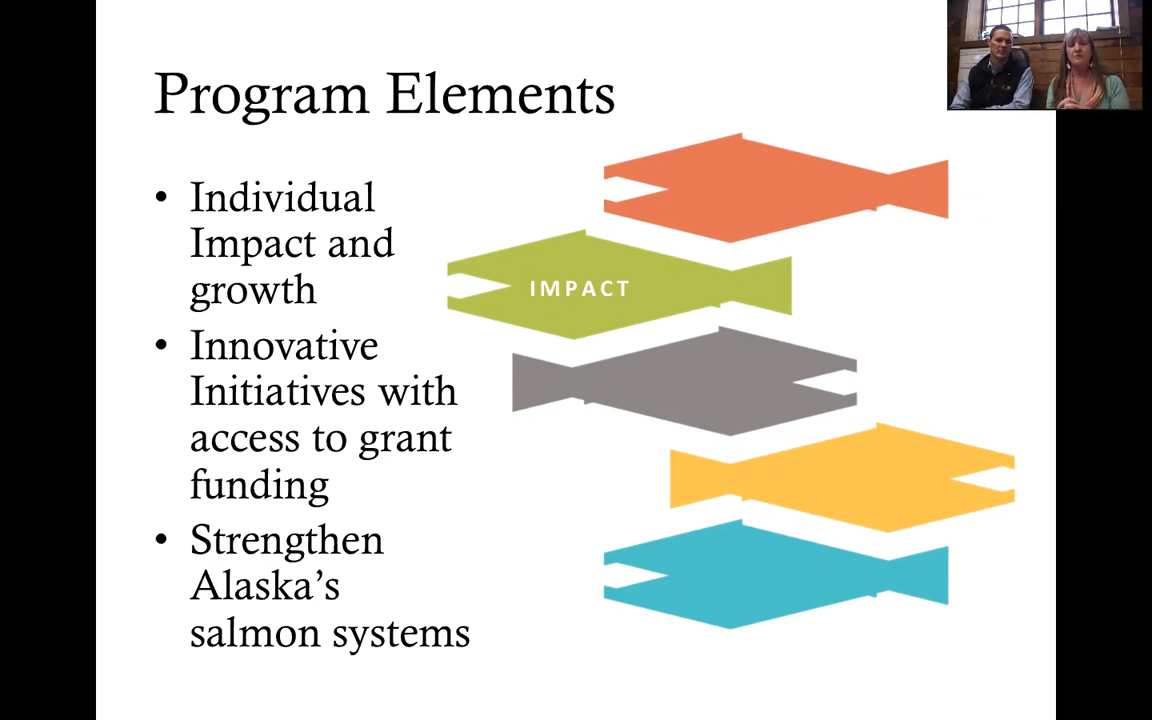 Program Elements
• Individual
Impact and
growth
• Innovative
Initiatives with
access to grant
funding
• Strengthen
Alaska’s
salmon systems
IMPACT